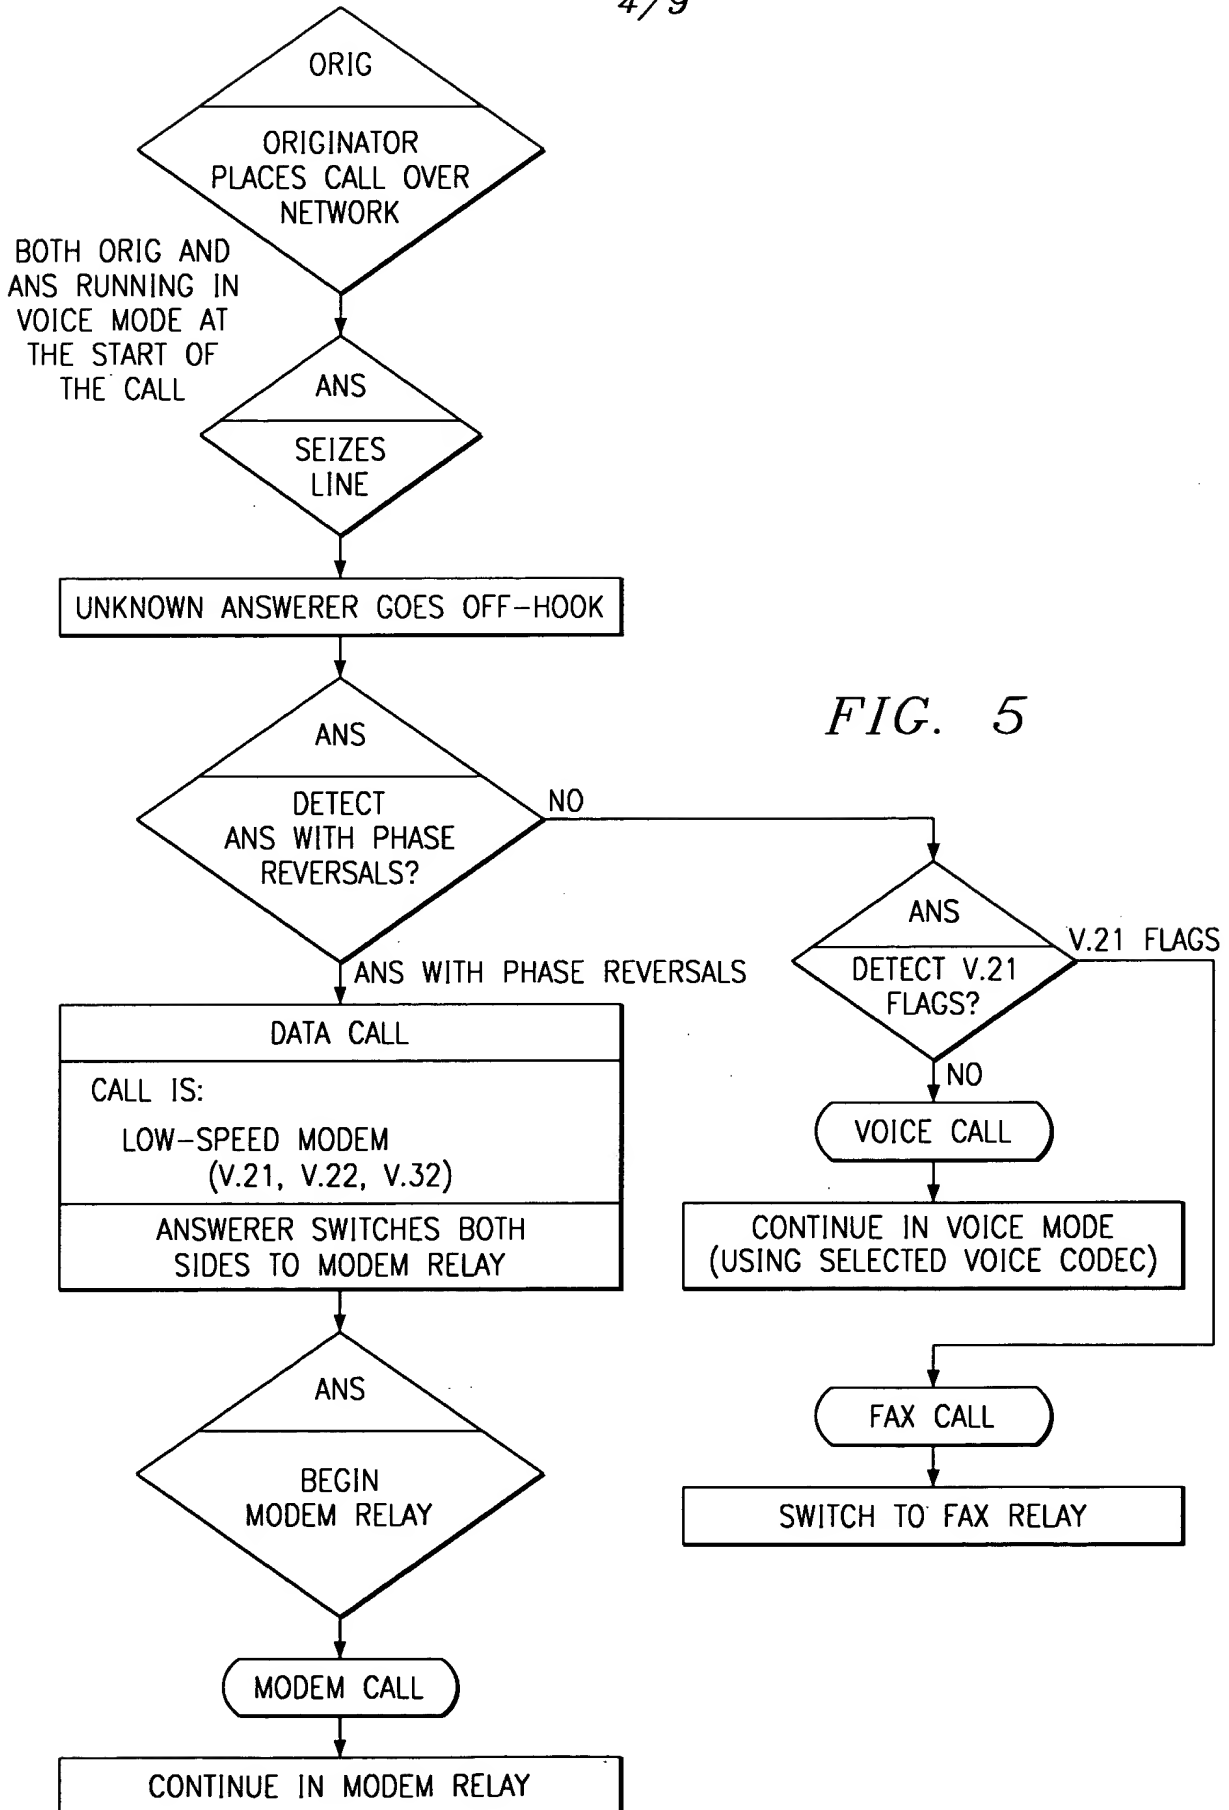 4/9
ORIG
ORIGINATOR
PLACES CALL OVER
NETWORK
BOTH ORIG AND
ANS RUNNING IN
VOICE MODE AT
THE START OF
THE CALL
ANS
SEIZES
LINE
UNKNOWN ANSWERER GOES OFF-HOOK
FIG. 5
ANS
DETECT
ANS WITH PHASE
REVERSALS?
NO
ANS WITH PHASE REVERSALS
ANS
DETECT V.21
FLAGS?
V.21 FLAGS
NO
DATA CALL
CALL IS:
LOW-SPEED MODEM
(V.21, V.22, V.32)
ANSWERER SWITCHES BOTH
SIDES TO MODEM RELAY
VOICE CALL
CONTINUE IN VOICE MODE
(USING SELECTED VOICE CODEC)
ANS
BEGIN
MODEM RELAY
FAX CALL
SWITCH TO FAX RELAY
MODEM CALL
CONTINUE IN MODEM RELAY